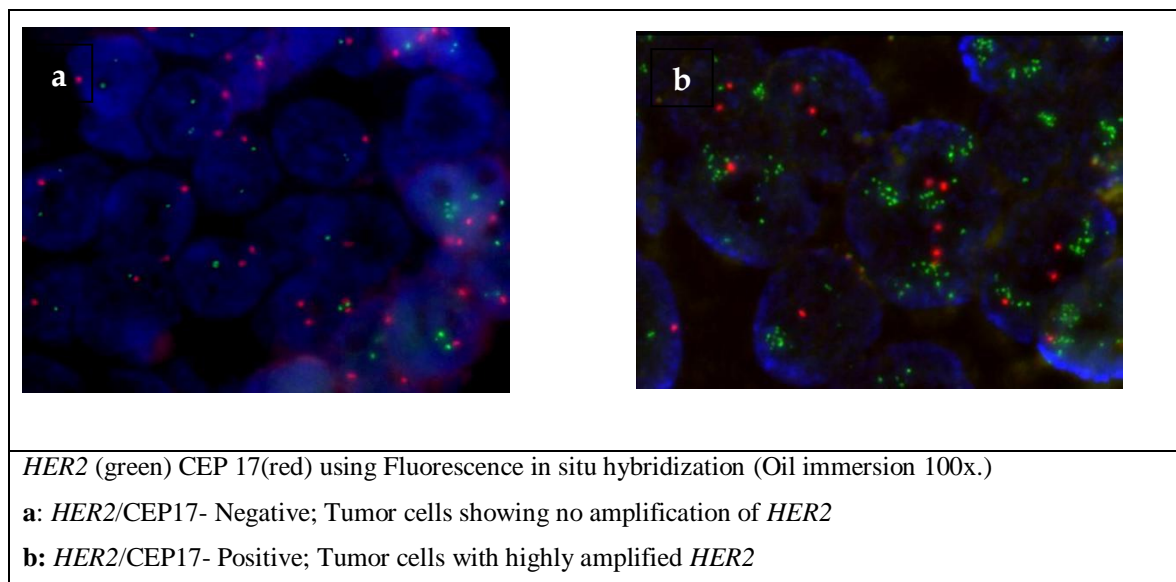 a
b
HER2 (green) CEP 17(red) using Fluorescence in situ hybridization (Oil immersion 100x.)
a: HER2/CEP17- Negative; Tumor cells showing no amplification of HER2
b: HER2/CEP17- Positive; Tumor cells with highly amplified HER2